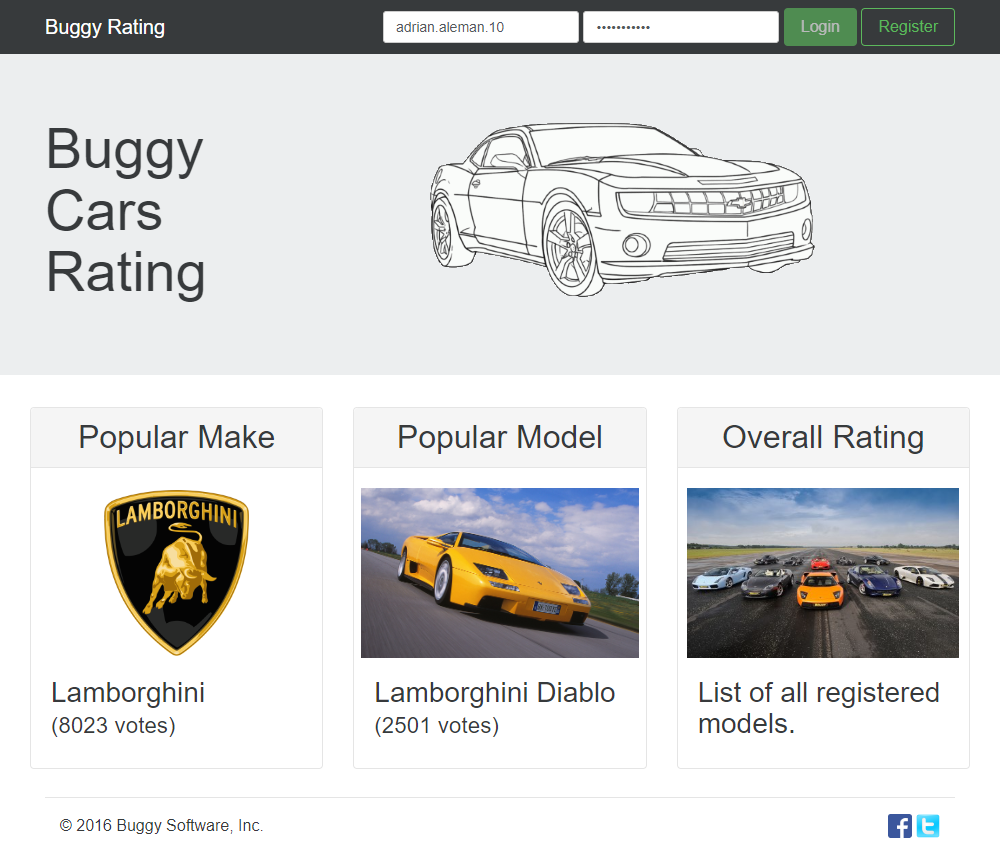 Buggy Rating
adrian.aleman.10
•••••••••••
Login
Register
Buggy
Cars
Rating
Popular Make
LAMBORGHINI
Lamborghini
(8023 votes)
Popular Model
Lamborghini Diablo
(2501 votes)
Overall Rating
List of all registered
models.
© 2016 Buggy Software, Inc.